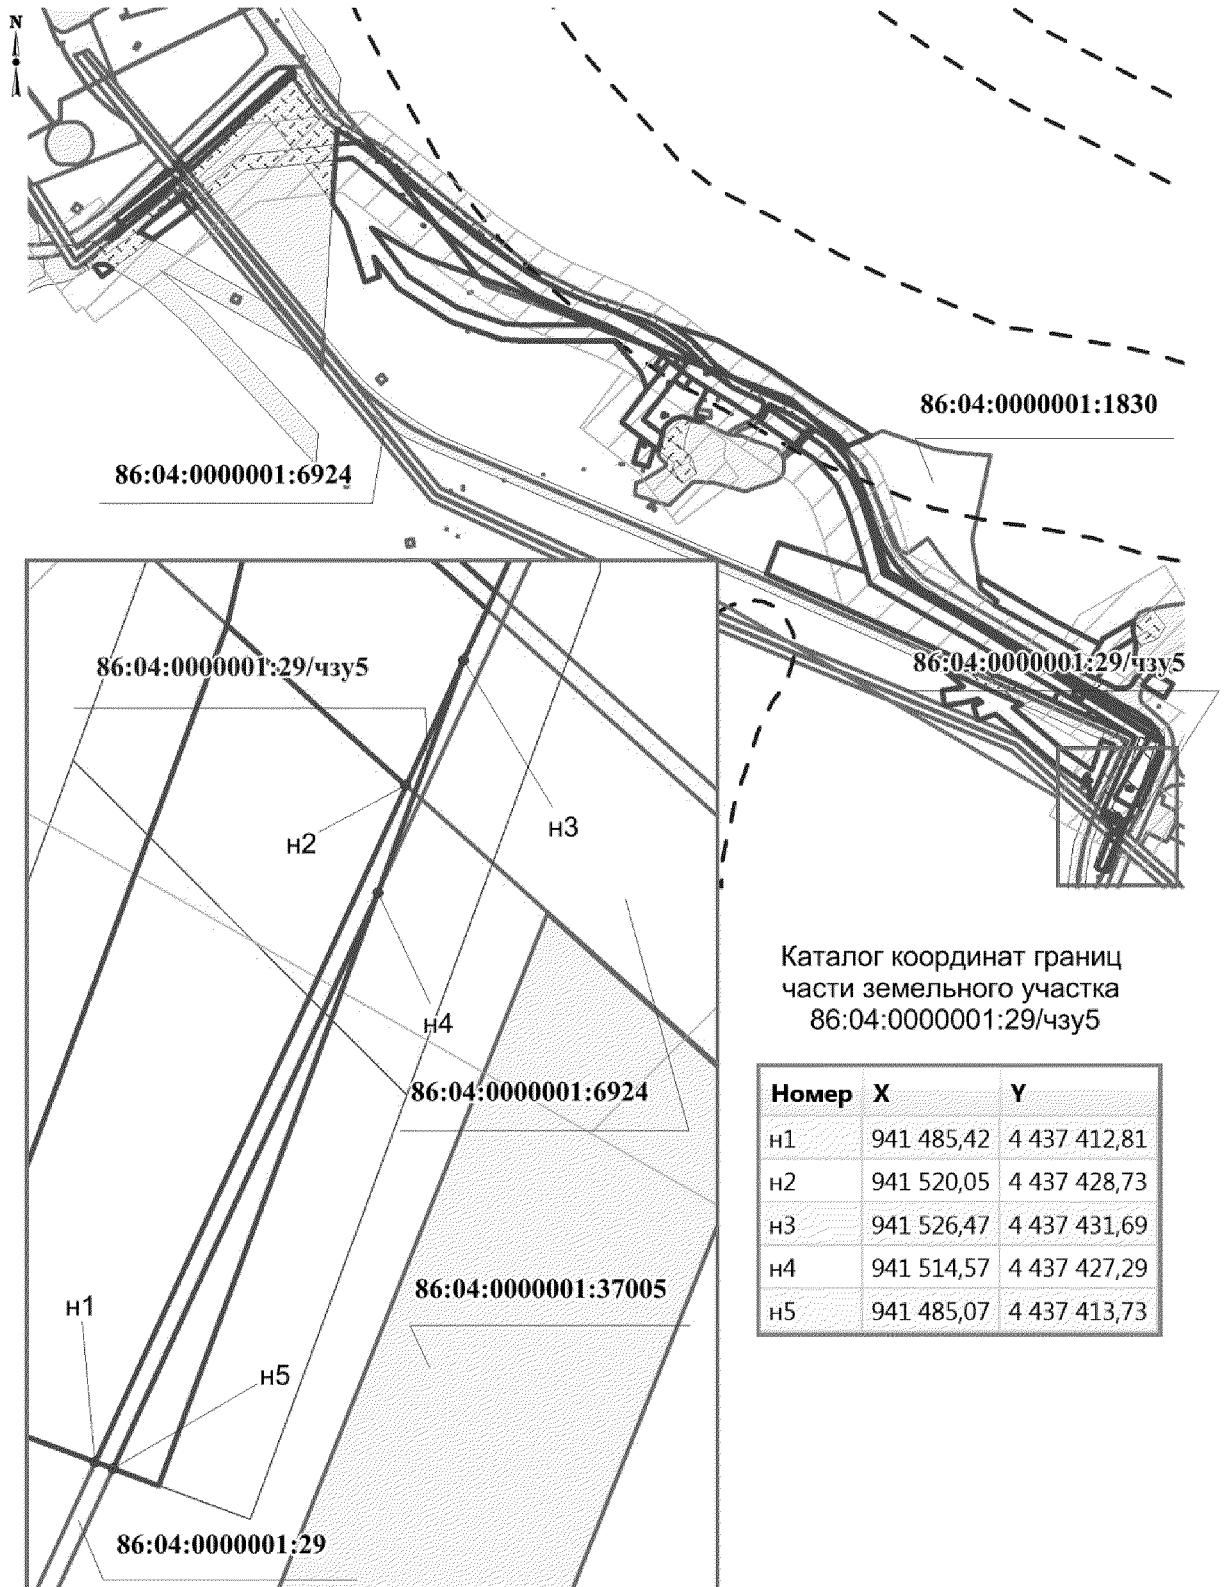 N
86:04:0000001:1830
86:04:0000001:6924
86:04:0000001:29/чзу5
86:04:0000001:29/чзу5
н2
н3
н4
86:04:0000001:6924
86:04:0000001:37005
н1
н5
86:04:0000001:29
Каталог координат границ
части земельного участка
86:04:0000001:29/чзу5
Номер X Y
н1 941 485,42 4 437 412,81
н2 941 520,05 4 437 428,73
н3 941 526,47 4 437 431,69
н4 941 514,57 4 437 427,29
н5 941 485,07 4 437 413,73